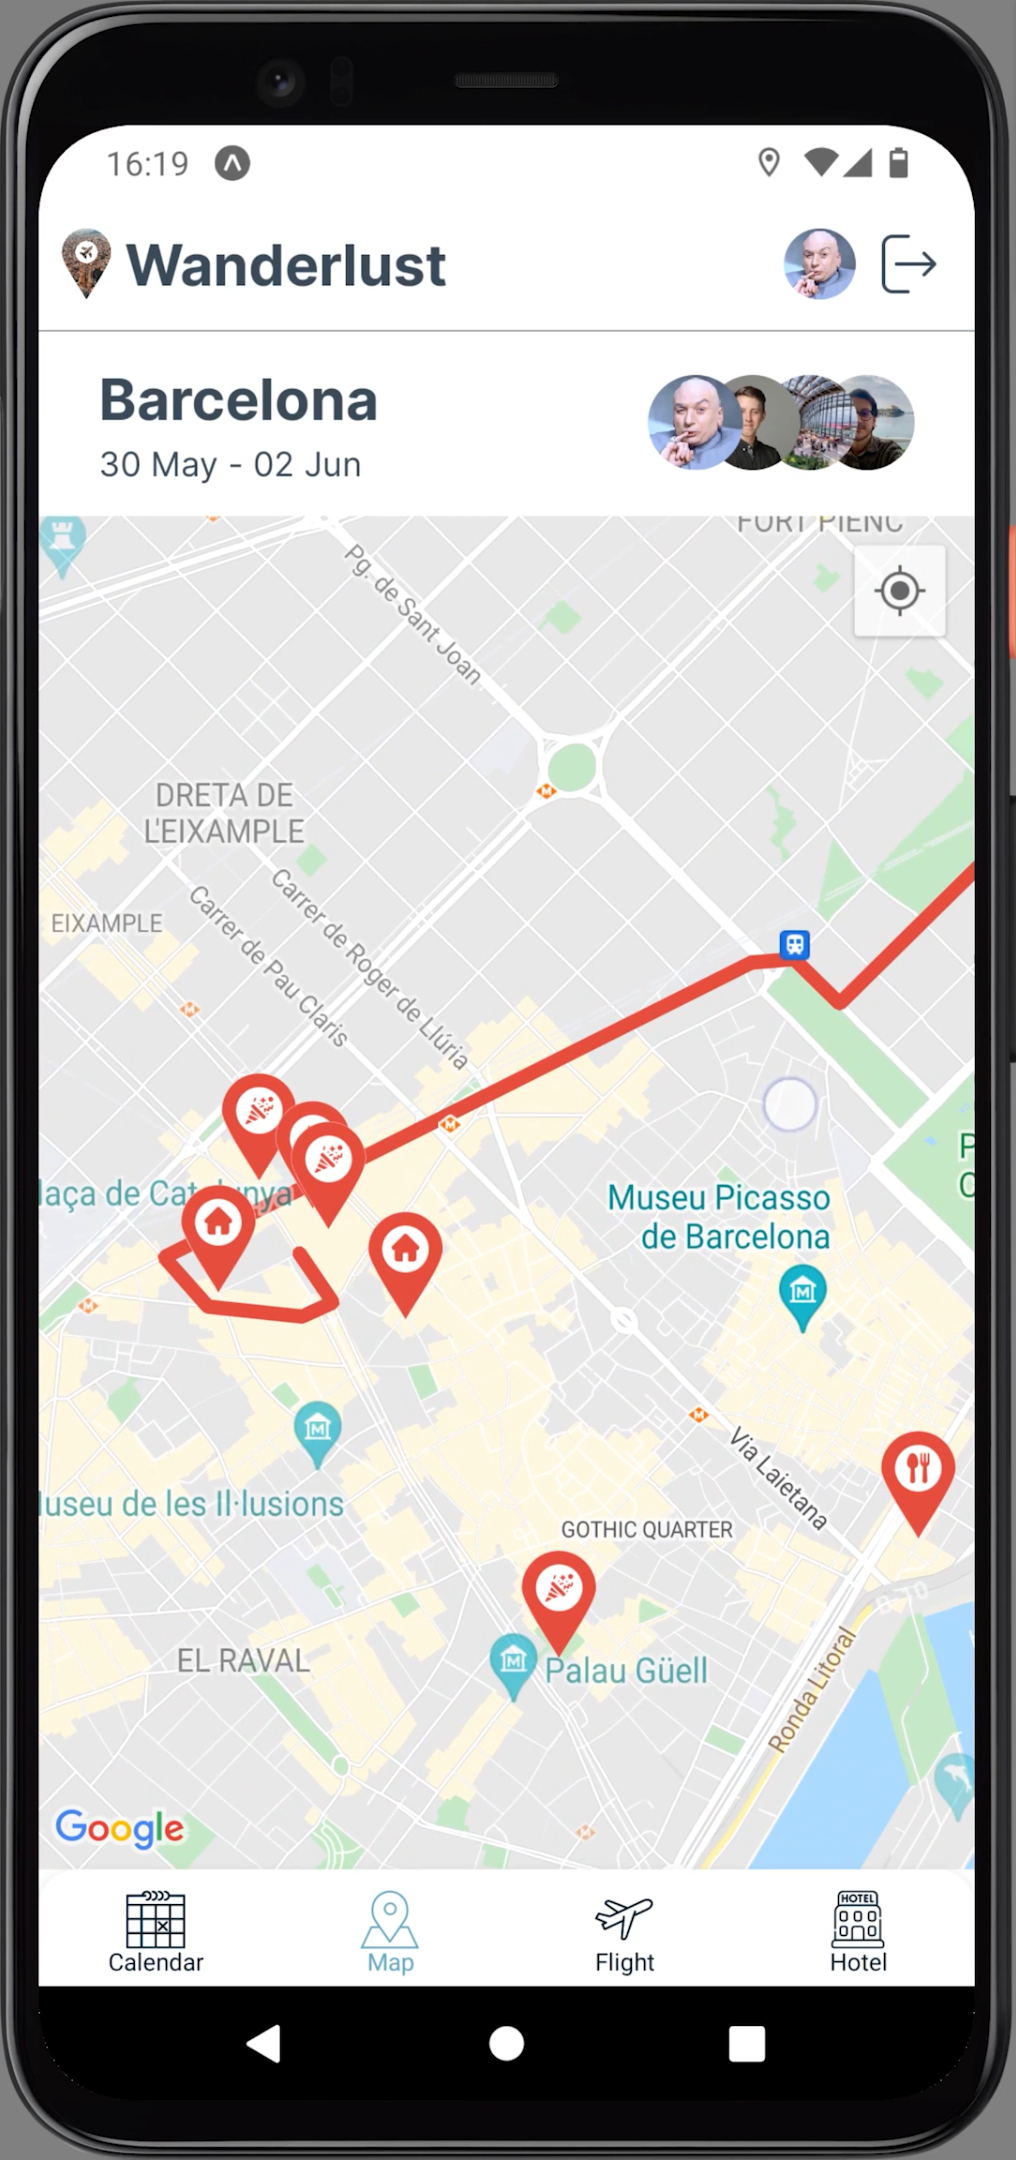 16:19
Wanderlust
Barcelona
30 May - 02 Jun
FORT PIENC
Pg. de Sant Joan
DRETA DE
L'EIXAMPLE
Carrer de Roger de Llúria
Carrer de Pau Claris
EIXAMPLE
laça de Cat unya
P
C
Museu Picasso
de Barcelona
M
M
Via Laietana
luseu de les Il·lusions
GOTHIC QUARTER
B-10
EL RAVAL
M
Palau Güell
Ronda Litoral
Google
HOTEL
Calendar
Map
Flight
Hotel